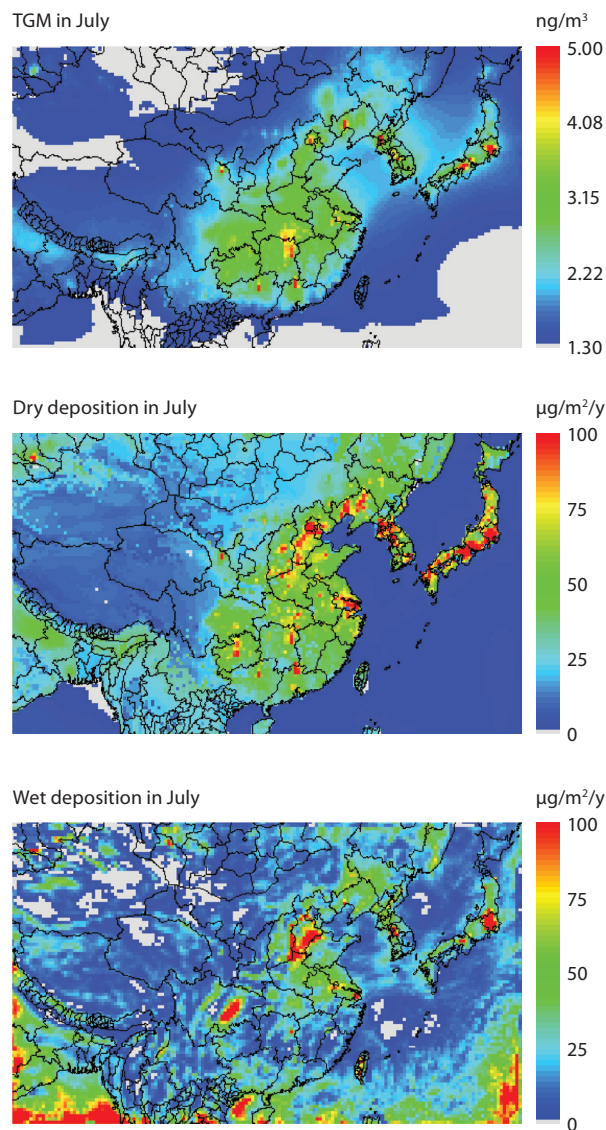 TGM in July
ng/m³
5.00
4.08
3.15
2.22
1.30
Dry deposition in July
µg/m²/y
100
75
50
25
0
Wet deposition in July
µg/m²/y
100
75
50
25
0